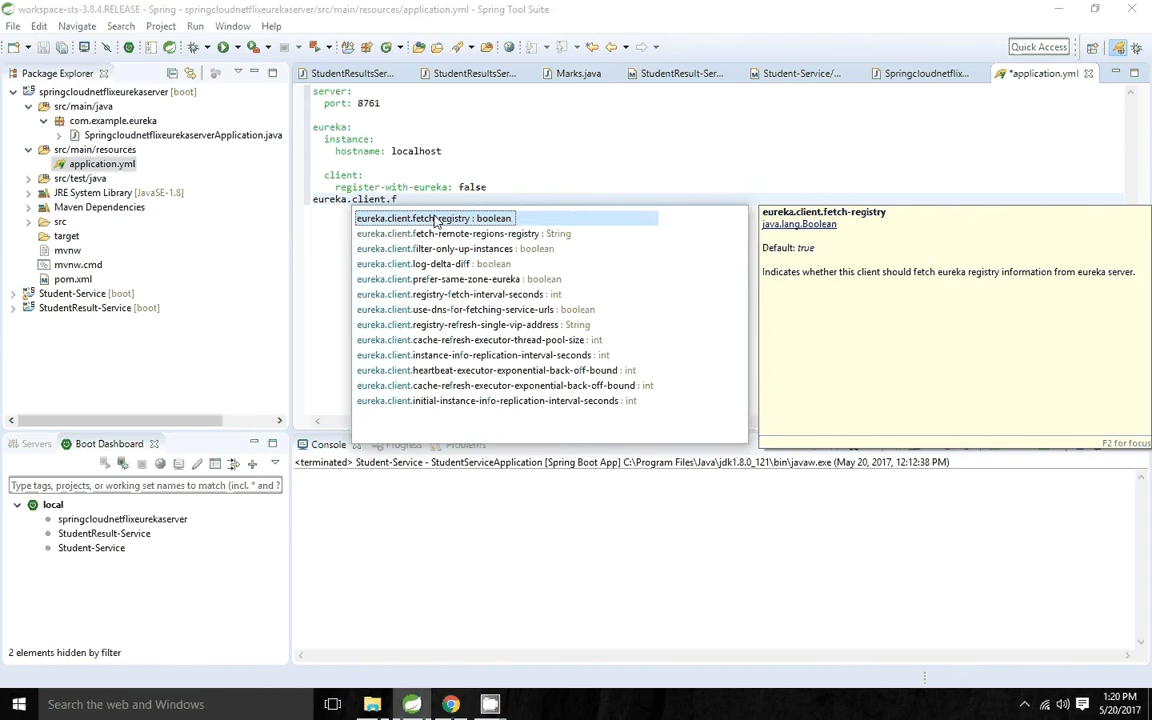 workspace-sts-3.8.4.RELEASE - Spring - springcloudnetflixeurekaserver/src/main/resources/application.yml - Spring Tool Suite
File Edit Navigate Search Project Run Window Help
Quick Access
Package Explorer
springcloudnetflixeurekaserver [boot]
src/main/java
com.example.eureka
SpringcloudnetflixeurekaserverApplication.java
src/main/resources
application.yml
src/test/java
JRE System Library [JavaSE-1.8]
Maven Dependencies
src
target
mvnw
mvnw.cmd
pom.xml
Student-Service [boot]
StudentResult-Service [boot]
StudentResultsSer... StudentResultsSer... Marks.java StudentResult-Ser... Student-Service/... Springcloudnetflix... *application.yml
server:
port: 8761
eureka:
instance:
hostname: localhost
client:
register-with-eureka: false
eureka.client.f
eureka.client.fetch-registry : boolean
eureka.client.fetch-remote-regions-registry : String
eureka.client.filter-only-up-instances : boolean
eureka.client.log-delta-diff : boolean
eureka.client.prefer-same-zone-eureka : boolean
eureka.client.registry-fetch-interval-seconds : int
eureka.client.use-dns-for-fetching-service-urls : boolean
eureka.client.registry-refresh-single-vip-address : String
eureka.client.cache-refresh-executor-thread-pool-size : int
eureka.client.instance-info-replication-interval-seconds : int
eureka.client.heartbeat-executor-exponential-back-off-bound : int
eureka.client.cache-refresh-executor-exponential-back-off-bound : int
eureka.client.initial-instance-info-replication-interval-seconds : int
eureka.client.fetch-registry
java.lang.Boolean
Default: true
Indicates whether this client should fetch eureka registry information from eureka server.
F2 for focus
Servers Boot Dashboard
Type tags, projects, or working set names to match (incl. * and ?
local
springcloudnetflixeurekaserver
StudentResult-Service
Student-Service
2 elements hidden by filter
Console Progress Problems
<terminated> Student-Service - StudentServiceApplication [Spring Boot App] C:\Program Files\Java\jdk1.8.0_121\bin\javaw.exe (May 20, 2017, 12:12:38 PM)
Search the web and Windows
1:20 PM
5/20/2017